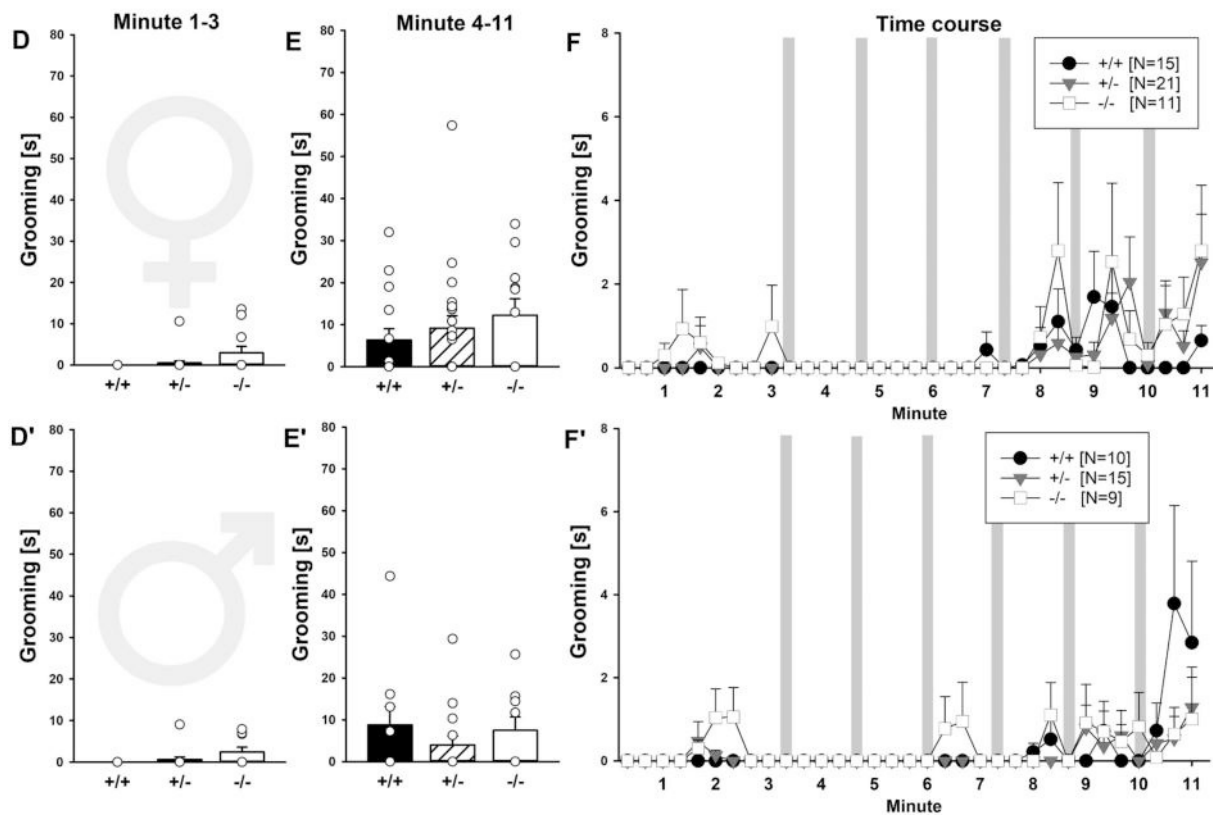 D
Minute 1-3
Grooming [s]
80
70
60
50
40
30
20
10
0
+/+ +/- -/-
E
Minute 4-11
Grooming [s]
80
70
60
50
40
30
20
10
0
+/+ +/- -/-
F
Time course
Grooming [s]
8
6
4
2
0
+/+ [N=15]
+/- [N=21]
-/- [N=11]
1 2 3 4 5 6 7 8 9 10 11
Minute
D'
Grooming [s]
80
70
60
50
40
30
20
10
0
+/+ +/- -/-
E'
Grooming [s]
80
70
60
50
40
30
20
10
0
+/+ +/- -/-
F'
Grooming [s]
8
6
4
2
0
+/+ [N=10]
+/- [N=15]
-/- [N=9]
1 2 3 4 5 6 7 8 9 10 11
Minute